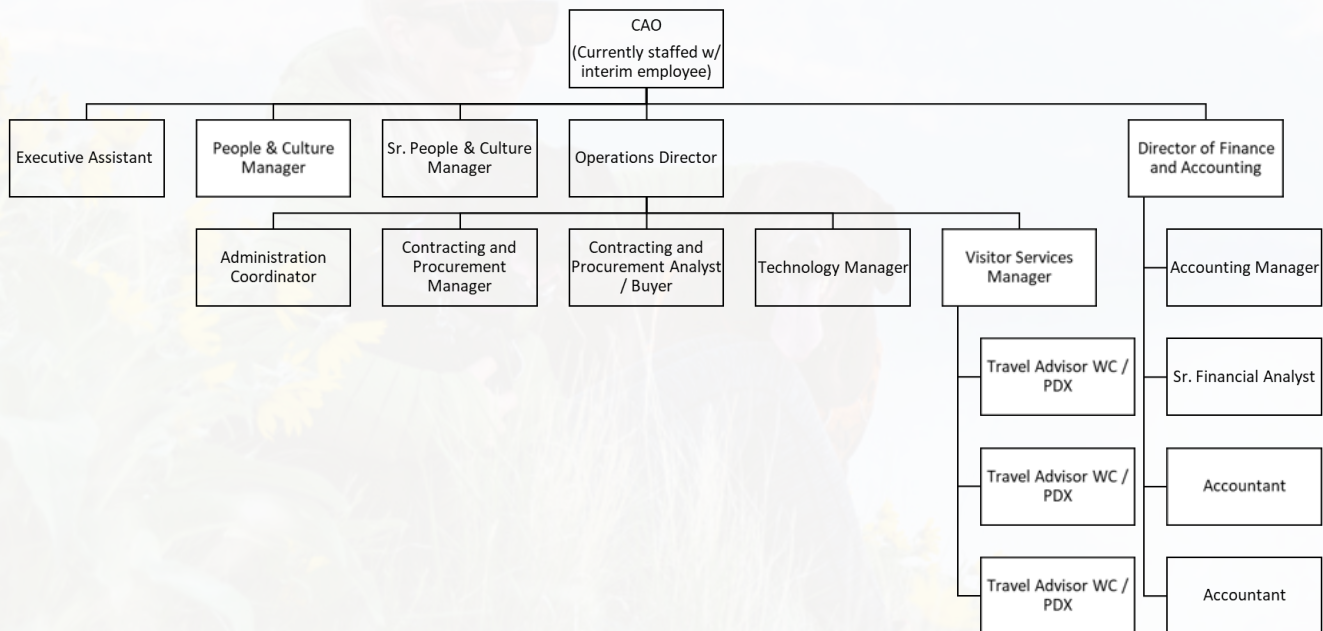 CAO
(Currently staffed w/
interim employee)
Executive Assistant
People & Culture
Manager
Sr. People & Culture
Manager
Operations Director
Director of Finance
and Accounting
Administration
Coordinator
Contracting and
Procurement
Manager
Contracting and
Procurement Analyst
/ Buyer
Technology Manager
Visitor Services
Manager
Accounting Manager
Travel Advisor WC /
PDX
Sr. Financial Analyst
Travel Advisor WC /
PDX
Accountant
Travel Advisor WC /
PDX
Accountant